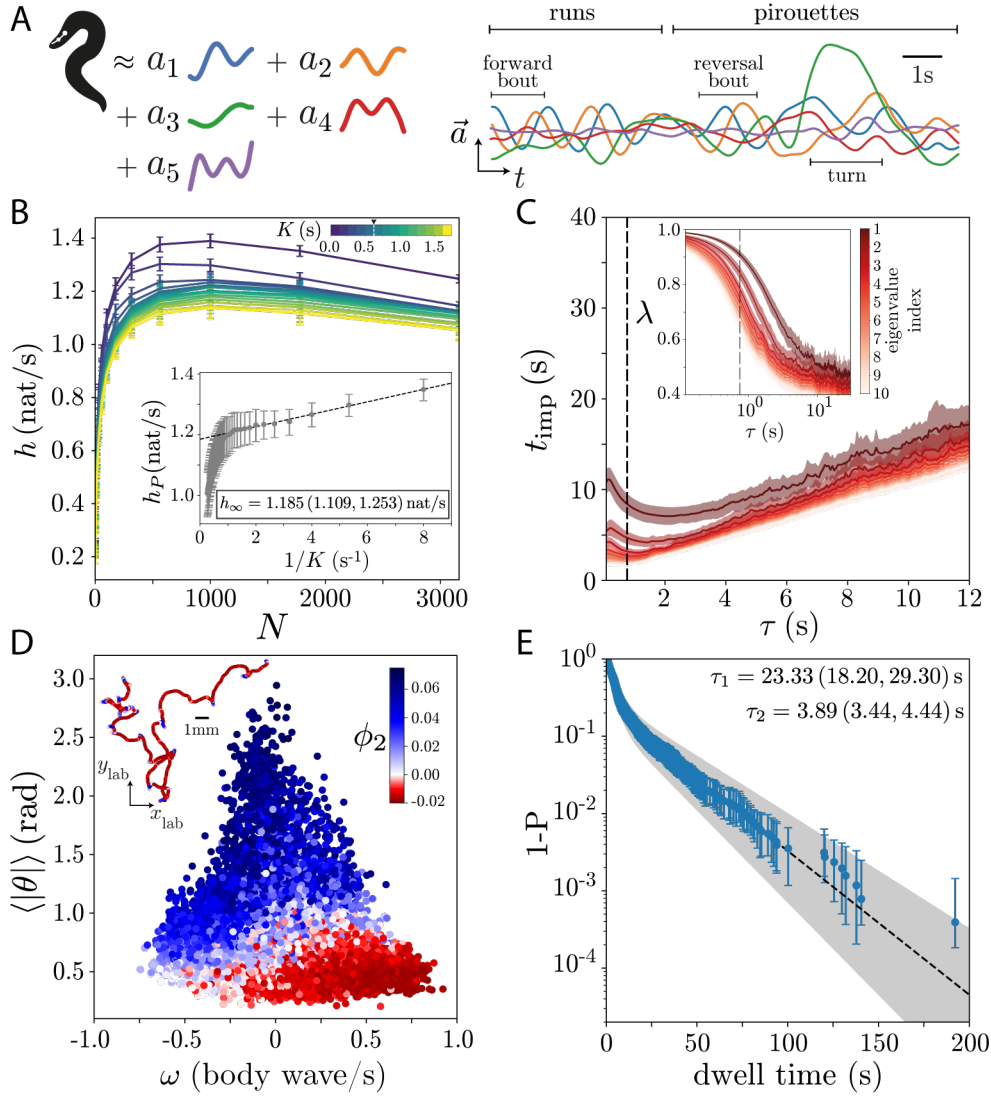 A
≈ a1 + a2
+ a3 + a4
+ a5
runs pirouettes
forward bout
reversal bout
1s
a⃗
t
turn
B
K (s)
0.0 0.5 1.0 1.5
h (nat/s)
1.4
1.2
1.0
0.8
0.6
0.4
0.2
0 1000 2000 3000
N
hP (nat/s)
1.4
1.2
1.0
h∞ = 1.185 (1.109, 1.253) nat/s
0 2 4 6 8
1/K (s-1)
C
timp (s)
40
30
20
10
0
2 4 6 8 10 12
τ (s)
λ
1.0
0.8
0.6
0.4
10^0 10^1
τ (s)
1
2
3
4
5
6
7
8
9
10
eigenvalue
index
D
⟨|θ|⟩ (rad)
3.0
2.5
2.0
1.5
1.0
0.5
-1.0 -0.5 0 0.5 1.0
ω (body wave/s)
1mm
ylab
xlab
ϕ2
0.06
0.04
0.02
0.00
-0.02
E
1-P
10^0
10^-1
10^-2
10^-3
10^-4
τ1 = 23.33 (18.20, 29.30) s
τ2 = 3.89 (3.44, 4.44) s
0 50 100 150 200
dwell time (s)